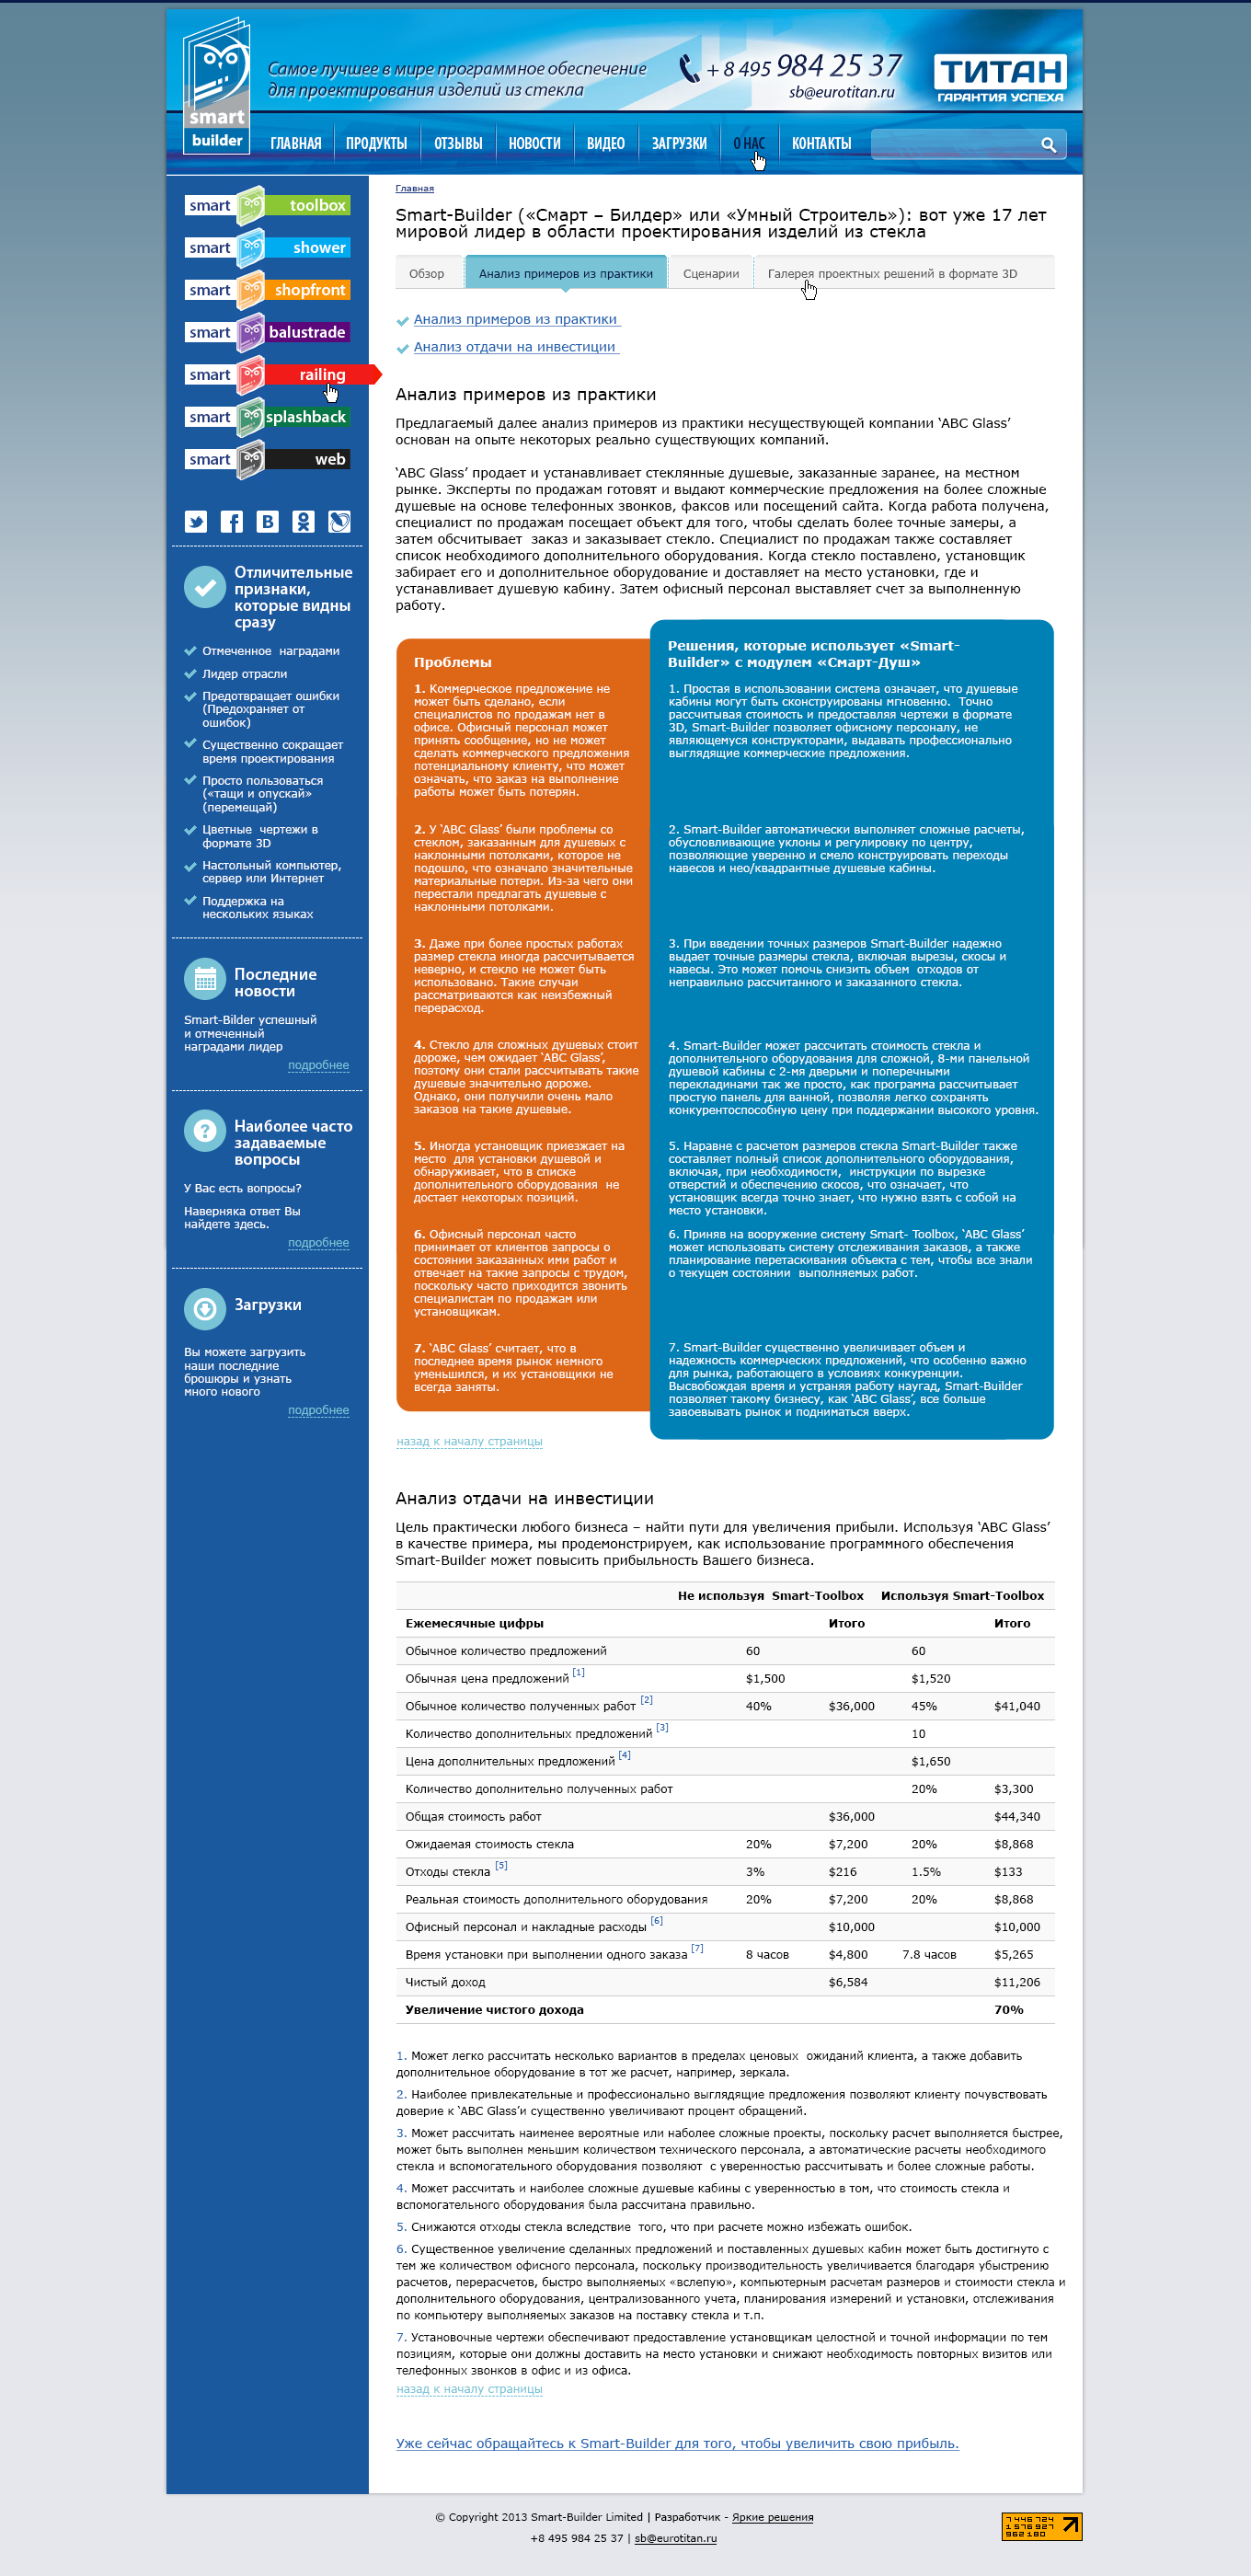 Самое лучшее в мире программное обеспечение
для проектирования изделий из стекла
+ 8 495 984 25 37
sb@eurotitan.ru
ТИТАН
ГАРАНТИЯ УСПЕХА
smart
builder
ГЛАВНАЯ ПРОДУКТЫ ОТЗЫВЫ НОВОСТИ ВИДЕО ЗАГРУЗКИ О НАС КОНТАКТЫ
smart toolbox
smart shower
smart shopfront
smart balustrade
smart railing
smart splashback
smart web
Отличительные
признаки,
которые видны
сразу
Отмеченное наградами
Лидер отрасли
Предотвращает ошибки
(Предохраняет от
ошибок)
Существенно сокращает
время проектирования
Просто пользоваться
(«тащи и опускай»
(перемещай)
Цветные чертежи в
формате 3D
Настольный компьютер,
сервер или Интернет
Поддержка на
нескольких языках
Последние
новости
Smart-Bilder успешный
и отмеченный
наградами лидер
подробнее
Наиболее часто
задаваемые
вопросы
У Вас есть вопросы?
Наверняка ответ Вы
найдете здесь.
подробнее
Загрузки
Вы можете загрузить
наши последние
брошюры и узнать
много нового
подробнее
Главная
Smart-Builder («Смарт – Билдер» или «Умный Строитель»): вот уже 17 лет
мировой лидер в области проектирования изделий из стекла
Обзор Анализ примеров из практики Сценарии Галерея проектных решений в формате 3D
Анализ примеров из практики
Анализ отдачи на инвестиции
Анализ примеров из практики
Предлагаемый далее анализ примеров из практики несуществующей компании ‘ABC Glass’
основан на опыте некоторых реально существующих компаний.
‘ABC Glass’ продает и устанавливает стеклянные душевые, заказанные заранее, на местном
рынке. Эксперты по продажам готовят и выдают коммерческие предложения на более сложные
душевые на основе телефонных звонков, факсов или посещений сайта. Когда работа получена,
специалист по продажам посещает объект для того, чтобы сделать более точные замеры, а
затем обсчитывает заказ и заказывает стекло. Специалист по продажам также составляет
список необходимого дополнительного оборудования. Когда стекло поставлено, установщик
забирает его и дополнительное оборудование и доставляет на место установки, где и
устанавливает душевую кабину. Затем офисный персонал выставляет счет за выполненную
работу.
Проблемы
1. Коммерческое предложение не
может быть сделано, если
специалистов по продажам нет в
офисе. Офисный персонал может
принять сообщение, но не может
сделать коммерческого предложения
потенциальному клиенту, что может
означать, что заказ на выполнение
работы может быть потерян.
2. У ‘ABC Glass’ были проблемы со
стеклом, заказанным для душевых с
наклонными потолками, которое не
подошло, что означало значительные
материальные потери. Из-за чего они
перестали предлагать душевые с
наклонными потолками.
3. Даже при более простых работах
размер стекла иногда рассчитывается
неверно, и стекло не может быть
использовано. Такие случаи
рассматриваются как неизбежный
перерасход.
4. Стекло для сложных душевых стоит
дороже, чем ожидает ‘ABC Glass’,
поэтому они стали рассчитывать такие
душевые значительно дороже.
Однако, они получили очень мало
заказов на такие душевые.
5. Иногда установщик приезжает на
место для установки душевой и
обнаруживает, что в списке
дополнительного оборудования не
достает некоторых позиций.
6. Офисный персонал часто
принимает от клиентов запросы о
состоянии заказанных ими работ и
отвечает на такие запросы с трудом,
поскольку часто приходится звонить
специалистам по продажам или
установщикам.
7. ‘ABC Glass’ считает, что в
последнее время рынок немного
уменьшился, и их установщики не
всегда заняты.
Решения, которые использует «Smart-
Builder» с модулем «Смарт-Душ»
1. Простая в использовании система означает, что душевые
кабины могут быть сконструированы мгновенно. Точно
рассчитывая стоимость и предоставляя чертежи в формате
3D, Smart-Builder позволяет офисному персоналу, не
являющемуся конструкторами, выдавать профессионально
выглядящие коммерческие предложения.
2. Smart-Builder автоматически выполняет сложные расчеты,
обусловливающие уклоны и регулировку по центру,
позволяющие уверенно и смело конструировать переходы
навесов и нео/квадрантные душевые кабины.
3. При введении точных размеров Smart-Builder надежно
выдает точные размеры стекла, включая вырезы, скосы и
навесы. Это может помочь снизить объем отходов от
неправильно рассчитанного и заказанного стекла.
4. Smart-Builder может рассчитать стоимость стекла и
дополнительного оборудования для сложной, 8-ми панельной
душевой кабины с 2-мя дверьми и поперечными
перекладинами так же просто, как программа рассчитывает
простую панель для ванной, позволяя легко сохранять
конкурентоспособную цену при поддержании высокого уровня.
5. Наравне с расчетом размеров стекла Smart-Builder также
составляет полный список дополнительного оборудования,
включая, при необходимости, инструкции по вырезке
отверстий и обеспечению скосов, что означает, что
установщик всегда точно знает, что нужно взять с собой на
место установки.
6. Приняв на вооружение систему Smart- Toolbox, ‘ABC Glass’
может использовать систему отслеживания заказов, а также
планирование перетаскивания объекта с тем, чтобы все знали
о текущем состоянии выполняемых работ.
7. Smart-Builder существенно увеличивает объем и
надежность коммерческих предложений, что особенно важно
для рынка, работающего в условиях конкуренции.
Высвобождая время и устраняя работу наугад, Smart-Builder
позволяет такому бизнесу, как ‘ABC Glass’, все больше
завоевывать рынок и подниматься вверх.
назад к началу страницы
Анализ отдачи на инвестиции
Цель практически любого бизнеса – найти пути для увеличения прибыли. Используя ‘ABC Glass’
в качестве примера, мы продемонстрируем, как использование программного обеспечения
Smart-Builder может повысить прибыльность Вашего бизнеса.
Не используя Smart-Toolbox Используя Smart-Toolbox
Ежемесячные цифры Итого Итого
Обычное количество предложений 60 60
Обычная цена предложений [1] $1,500 $1,520
Обычное количество полученных работ [2] 40% $36,000 45% $41,040
Количество дополнительных предложений [3] 10
Цена дополнительных предложений [4] $1,650
Количество дополнительно полученных работ 20% $3,300
Общая стоимость работ $36,000 $44,340
Ожидаемая стоимость стекла 20% $7,200 20% $8,868
Отходы стекла [5] 3% $216 1.5% $133
Реальная стоимость дополнительного оборудования 20% $7,200 20% $8,868
Офисный персонал и накладные расходы [6] $10,000 $10,000
Время установки при выполнении одного заказа [7] 8 часов $4,800 7.8 часов $5,265
Чистый доход $6,584 $11,206
Увеличение чистого дохода 70%
1. Может легко рассчитать несколько вариантов в пределах ценовых ожиданий клиента, а также добавить
дополнительное оборудование в тот же расчет, например, зеркала.
2. Наиболее привлекательные и профессионально выглядящие предложения позволяют клиенту почувствовать
доверие к ‘ABC Glass’и существенно увеличивают процент обращений.
3. Может рассчитать наименее вероятные или наболее сложные проекты, поскольку расчет выполняется быстрее,
может быть выполнен меньшим количеством технического персонала, а автоматические расчеты необходимого
стекла и вспомогательного оборудования позволяют с уверенностью рассчитывать и более сложные работы.
4. Может рассчитать и наиболее сложные душевые кабины с уверенностью в том, что стоимость стекла и
вспомогательного оборудования была рассчитана правильно.
5. Снижаются отходы стекла вследствие того, что при расчете можно избежать ошибок.
6. Существенное увеличение сделанных предложений и поставленных душевых кабин может быть достигнуто с
тем же количеством офисного персонала, поскольку производительность увеличивается благодаря убыстрению
расчетов, перерасчетов, быстро выполняемых «вслепую», компьютерным расчетам размеров и стоимости стекла и
дополнительного оборудования, централизованного учета, планирования измерений и установки, отслеживания
по компьютеру выполняемых заказов на поставку стекла и т.п.
7. Установочные чертежи обеспечивают предоставление установщикам целостной и точной информации по тем
позициям, которые они должны доставить на место установки и снижают необходимость повторных визитов или
телефонных звонков в офис и из офиса.
назад к началу страницы
Уже сейчас обращайтесь к Smart-Builder для того, чтобы увеличить свою прибыль.
© Copyright 2013 Smart-Builder Limited | Разработчик - Яркие решения
+8 495 984 25 37 | sb@eurotitan.ru
7446724
1576927
962180